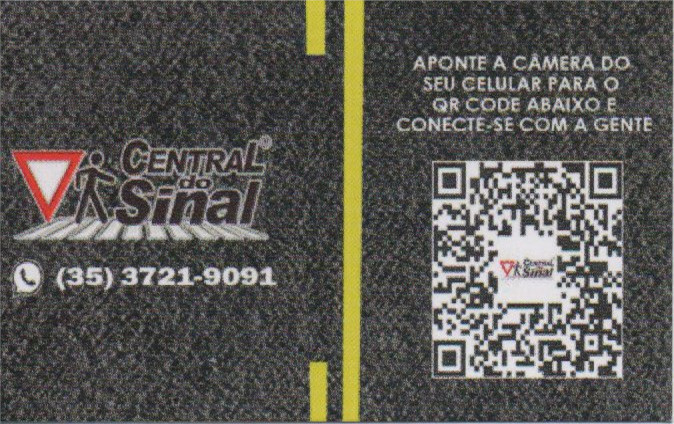 CENTRAL®
do
Sinal
(35) 3721-9091
APONTE A CÂMERA DO
SEU CELULAR PARA O
QR CODE ABAIXO E
CONECTE-SE COM A GENTE
CENTRAL
do
Sinal